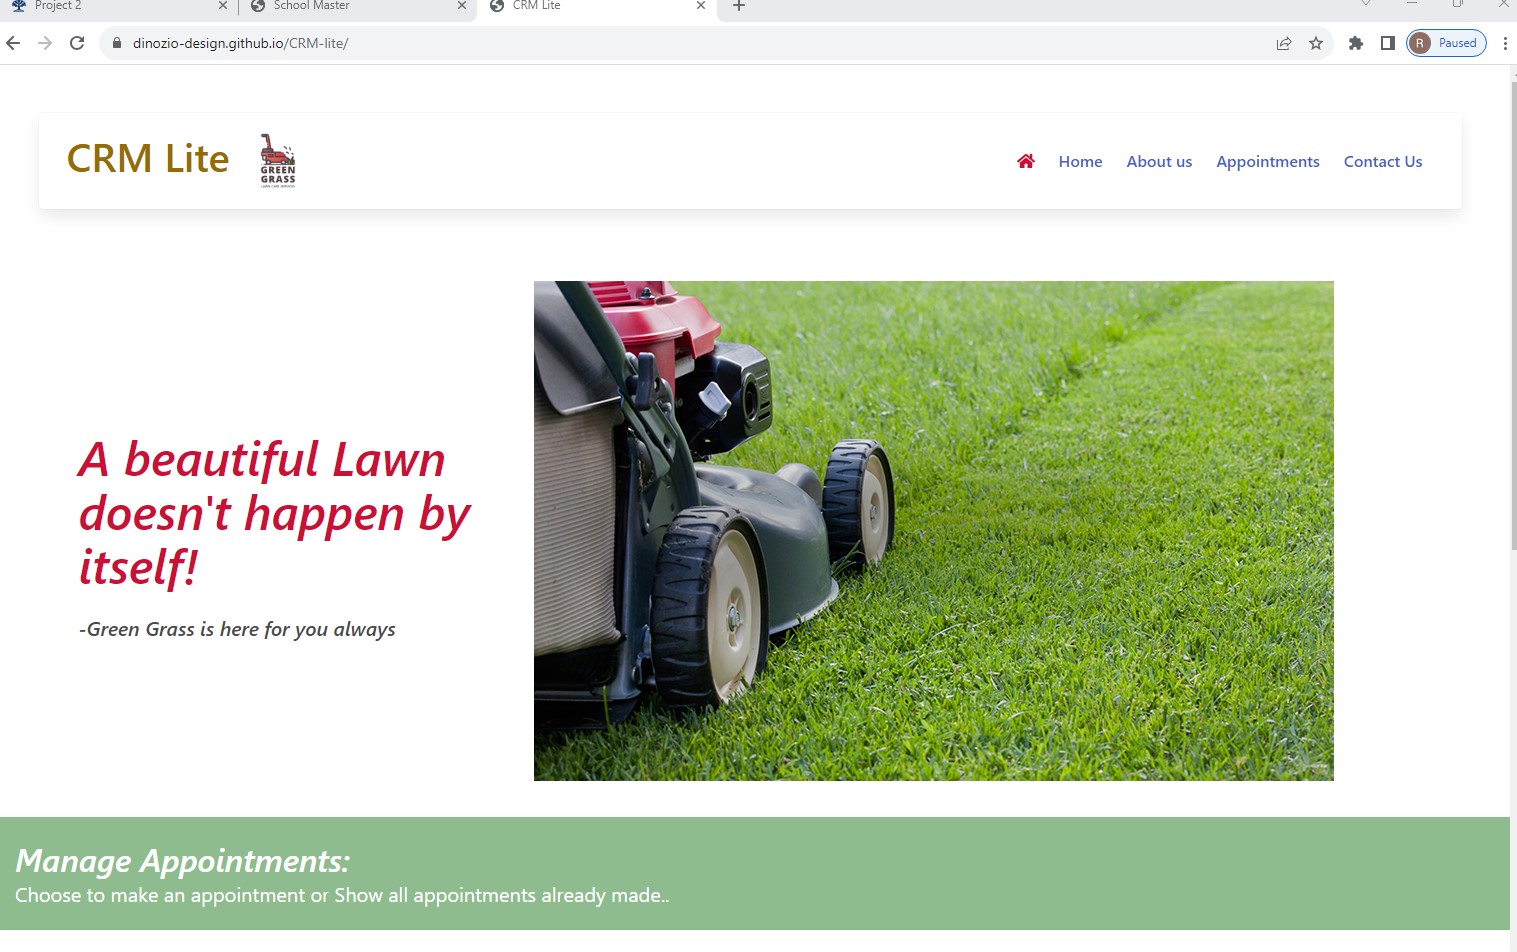 Project 2
School Master
CRM Lite
dinozio-design.github.io/CRM-lite/
R
Paused
CRM Lite
GREEN
GRASS
Home
About us
Appointments
Contact Us
A beautiful Lawn
doesn't happen by
itself!
-Green Grass is here for you always
Manage Appointments:
Choose to make an appointment or Show all appointments already made..